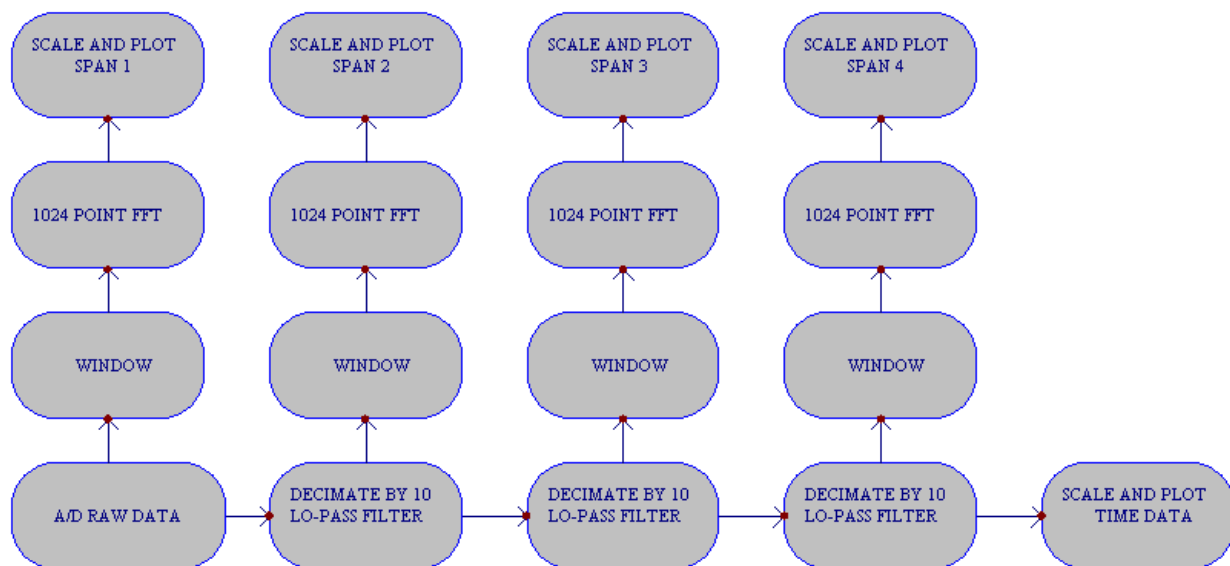 SCALE AND PLOT
SPAN 1
SCALE AND PLOT
SPAN 2
SCALE AND PLOT
SPAN 3
SCALE AND PLOT
SPAN 4
1024 POINT FFT
1024 POINT FFT
1024 POINT FFT
1024 POINT FFT
WINDOW
WINDOW
WINDOW
WINDOW
A/D RAW DATA
DECIMATE BY 10
LO-PASS FILTER
DECIMATE BY 10
LO-PASS FILTER
DECIMATE BY 10
LO-PASS FILTER
SCALE AND PLOT
TIME DATA